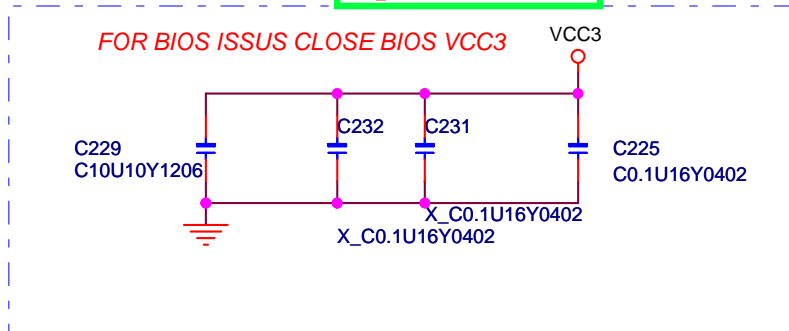 FOR BIOS ISSUS CLOSE BIOS VCC3
VCC3
C232
C231
C229
C10U10Y1206
C225
C0.1U16Y0402
X_C0.1U16Y0402
X_C0.1U16Y0402